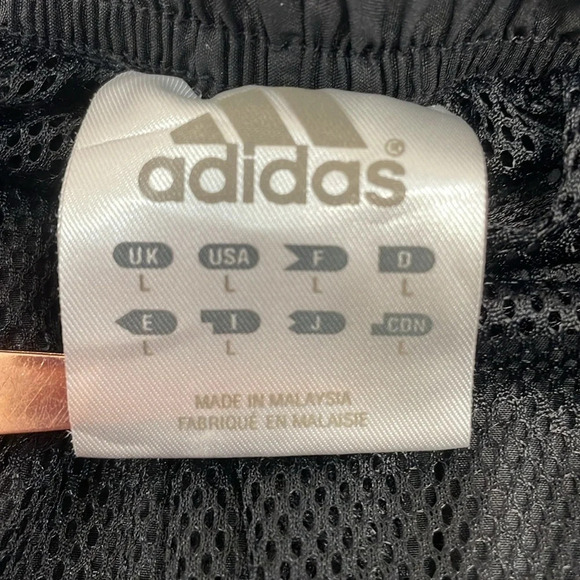 adidas®
UK USA F D
L L L L
E I J CDN
L L L L
MADE IN MALAYSIA
FABRIQUÉ EN MALAISIE